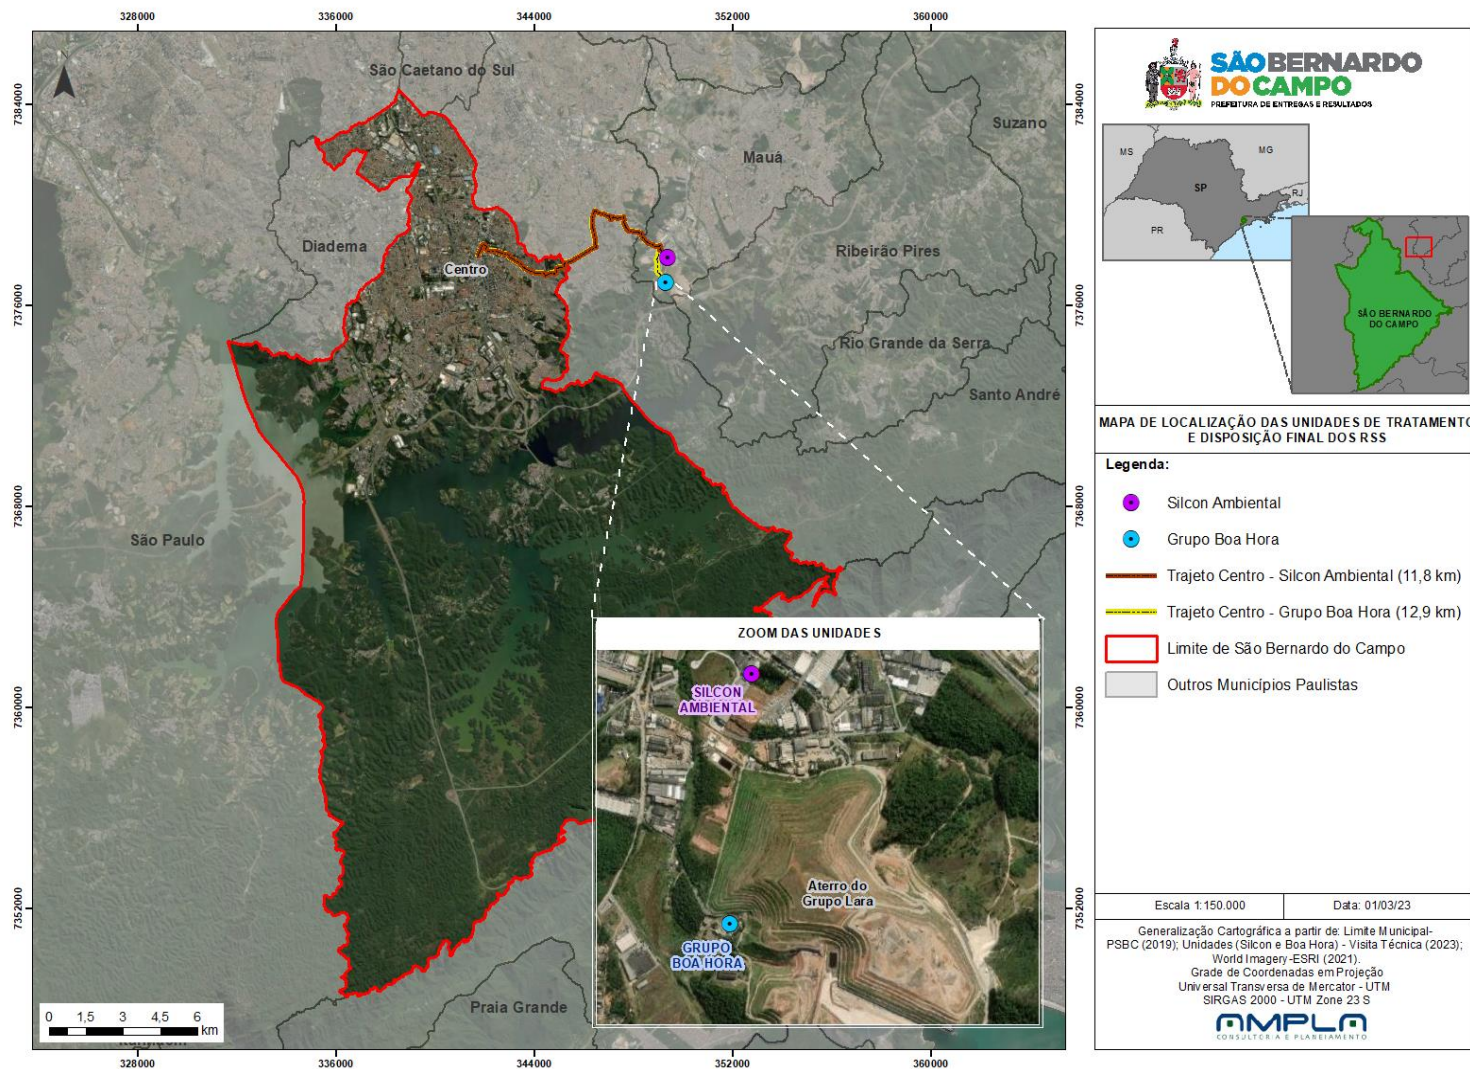 328000
336000
344000
352000
360000
7384000
7376000
7368000
7360000
7352000
7384000
7376000
7368000
7360000
7352000
São Caetano do Sul
Suzano
Mauá
Diadema
Ribeirão Pires
Centro
Rio Grande da Serra
Santo André
São Paulo
Praia Grande
ZOOM DAS UNIDADES
SILCON
AMBIENTAL
Aterro do
Grupo Lara
GRUPO
BOA HORA
0 1,5 3 4,5 6
km
328000
336000
344000
352000
360000
SÃO BERNARDO
DO CAMPO
PREFEITURA DE ENTREGAS E RESULTADOS
MS
MG
SP
RJ
PR
SÃO BERNARDO
DO CAMPO
MAPA DE LOCALIZAÇÃO DAS UNIDADES DE TRATAMENTO
E DISPOSIÇÃO FINAL DOS RSS
Legenda:
Silcon Ambiental
Grupo Boa Hora
Trajeto Centro - Silcon Ambiental (11,8 km)
Trajeto Centro - Grupo Boa Hora (12,9 km)
Limite de São Bernardo do Campo
Outros Municípios Paulistas
Escala 1:150.000
Data: 01/03/23
Generalização Cartográfica a partir de: Limite Municipal-
PSBC (2019); Unidades (Silcon e Boa Hora) - Visita Técnica (2023);
World Imagery-ESRI (2021).
Grade de Coordenadas em Projeção
Universal Transversa de Mercator - UTM
SIRGAS 2000 - UTM Zone 23 S
AMPLA
CONSULTORIA E PLANEJAMENTO